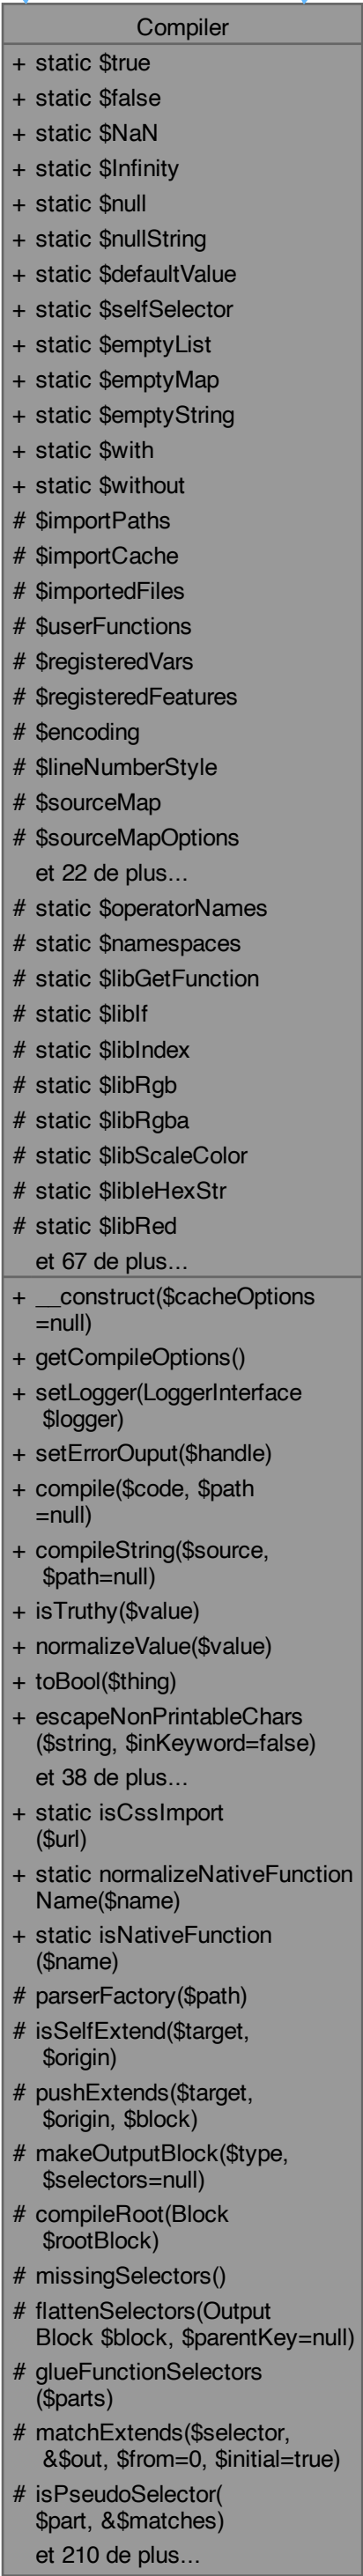 Compiler
+ static $true
+ static $false
+ static $NaN
+ static $Infinity
+ static $null
+ static $nullString
+ static $defaultValue
+ static $selfSelector
+ static $emptyList
+ static $emptyMap
+ static $emptyString
+ static $with
+ static $without
# $importPaths
# $importCache
# $importedFiles
# $userFunctions
# $registeredVars
# $registeredFeatures
# $encoding
# $lineNumberStyle
# $sourceMap
# $sourceMapOptions
et 22 de plus...
# static $operatorNames
# static $namespaces
# static $libGetFunction
# static $libIf
# static $libIndex
# static $libRgb
# static $libRgba
# static $libScaleColor
# static $libIeHexStr
# static $libRed
et 67 de plus...
+ __construct($cacheOptions
=null)
+ getCompileOptions()
+ setLogger(LoggerInterface
$logger)
+ setErrorOuput($handle)
+ compile($code, $path
=null)
+ compileString($source,
$path=null)
+ isTruthy($value)
+ normalizeValue($value)
+ toBool($thing)
+ escapeNonPrintableChars
($string, $inKeyword=false)
et 38 de plus...
+ static isCssImport
($url)
+ static normalizeNativeFunction
Name($name)
+ static isNativeFunction
($name)
# parserFactory($path)
# isSelfExtend($target,
$origin)
# pushExtends($target,
$origin, $block)
# makeOutputBlock($type,
$selectors=null)
# compileRoot(Block
$rootBlock)
# missingSelectors()
# flattenSelectors(Output
Block $block, $parentKey=null)
# glueFunctionSelectors
($parts)
# matchExtends($selector,
&$out, $from=0, $initial=true)
# isPseudoSelector(
$part, &$matches)
et 210 de plus...